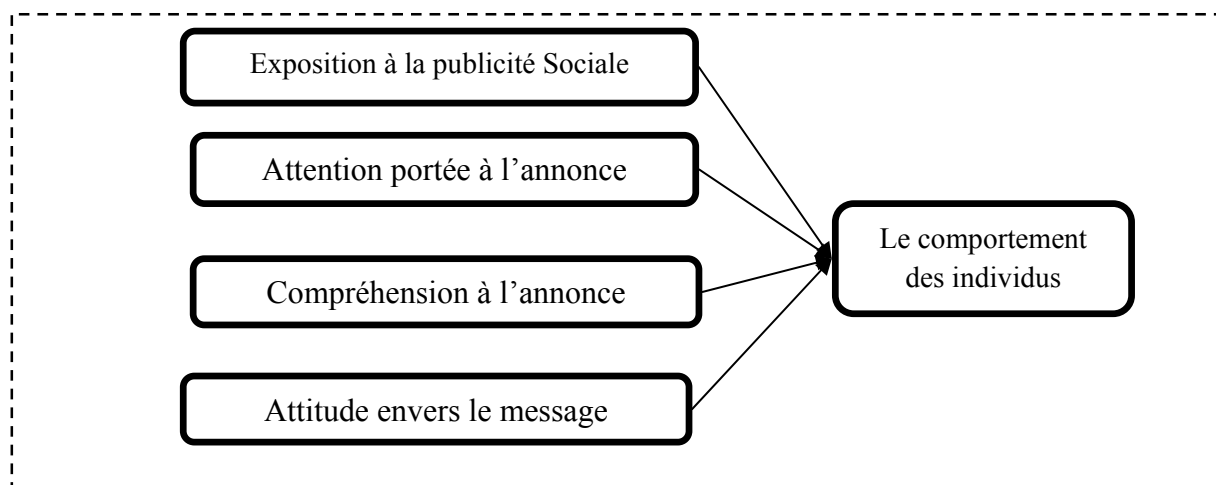 Exposition à la publicité Sociale
Attention portée à l’annonce
Compréhension à l’annonce
Attitude envers le message
Le comportement
des individus